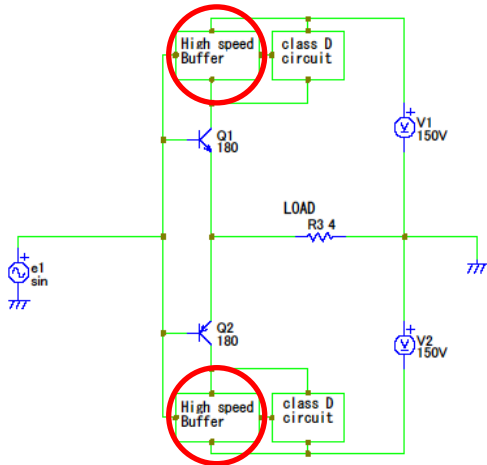 High speed
Buffer
class D
circuit
Q1
180
V1
150V
LOAD
R3 4
e1
sin
Q2
180
V2
150V
High speed
Buffer
class D
circuit